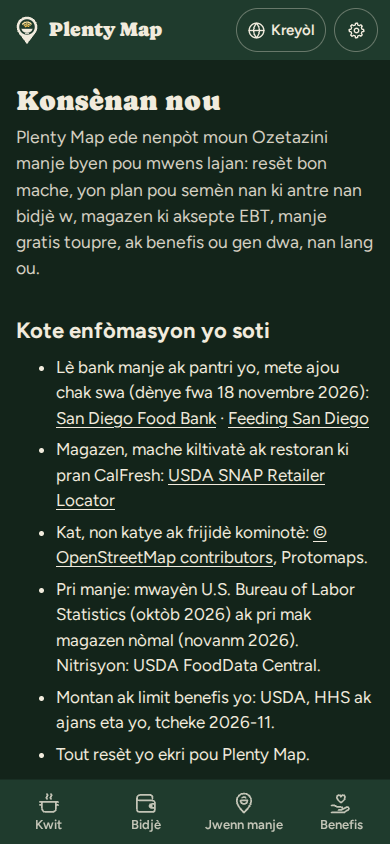 Plenty Map
Kreyòl
Konsènan nou
Plenty Map ede nenpòt moun Ozetazini
manje byen pou mwens lajan: resèt bon
mache, yon plan pou semèn nan ki antre nan
bidjè w, magazen ki aksepte EBT, manje
gratis toupre, ak benefis ou gen dwa, nan lang
ou.
Kote enfòmasyon yo soti
• Lè bank manje ak pantri yo, mete ajou
chak swa (dènye fwa 18 novembre 2026):
San Diego Food Bank · Feeding San Diego
• Magazen, mache kiltivatè ak restoran ki
pran CalFresh: USDA SNAP Retailer
Locator
• Kat, non katye ak frijidè kominotè: ©
OpenStreetMap contributors, Protomaps.
• Pri manje: mwayèn U.S. Bureau of Labor
Statistics (oktòb 2026) ak pri mak
magazen nòmal (novanm 2026).
Nitrisyon: USDA FoodData Central.
• Montan ak limit benefis yo: USDA, HHS ak
ajans eta yo, tcheke 2026-11.
• Tout resèt yo ekri pou Plenty Map.
Kwit
Bidjè
Jwenn manje
Benefis